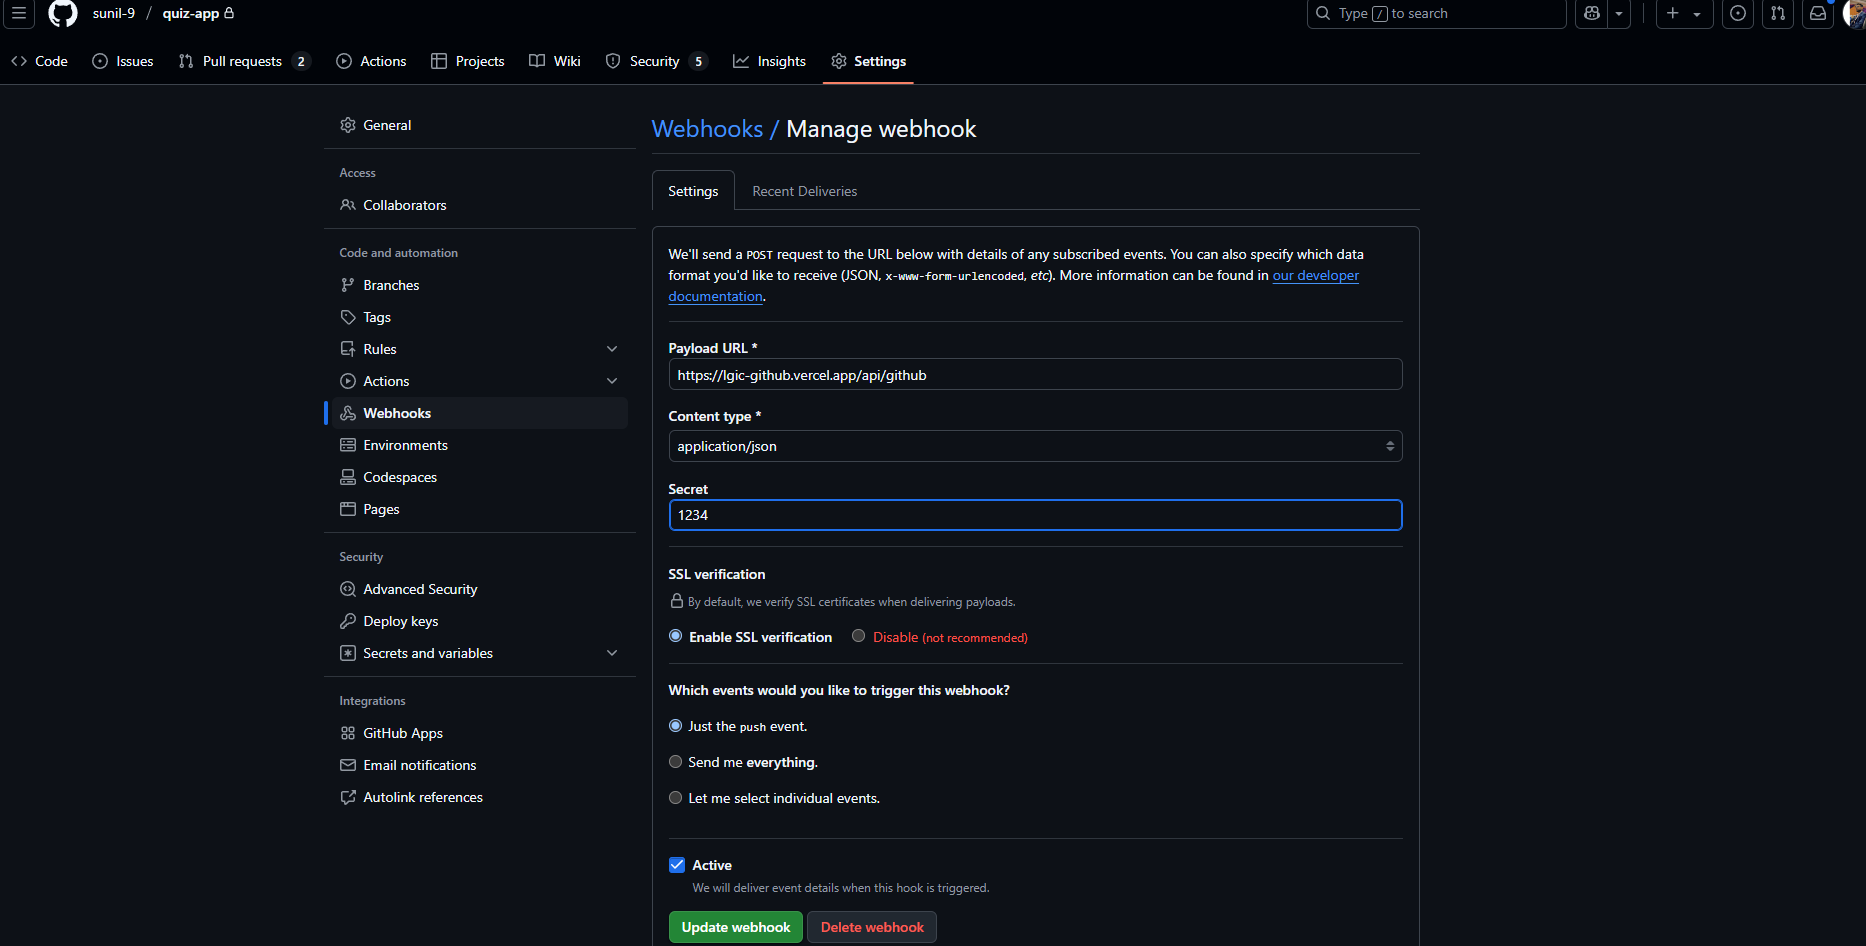 sunil-9 / quiz-app
Type / to search
Code
Issues
Pull requests 2
Actions
Projects
Wiki
Security 5
Insights
Settings
General
Access
Collaborators
Code and automation
Branches
Tags
Rules
Actions
Webhooks
Environments
Codespaces
Pages
Security
Advanced Security
Deploy keys
Secrets and variables
Integrations
GitHub Apps
Email notifications
Autolink references
Webhooks / Manage webhook
Settings
Recent Deliveries
We'll send a POST request to the URL below with details of any subscribed events. You can also specify which data
format you'd like to receive (JSON, x-www-form-urlencoded, etc). More information can be found in our developer
documentation.
Payload URL *
https://lgic-github.vercel.app/api/github
Content type *
application/json
Secret
1234
SSL verification
By default, we verify SSL certificates when delivering payloads.
Enable SSL verification
Disable (not recommended)
Which events would you like to trigger this webhook?
Just the push event.
Send me everything.
Let me select individual events.
Active
We will deliver event details when this hook is triggered.
Update webhook
Delete webhook